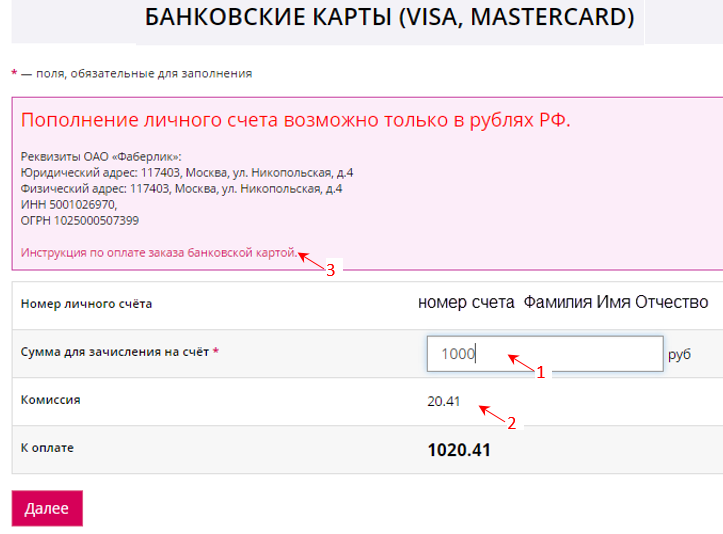 БАНКОВСКИЕ КАРТЫ (VISA, MASTERCARD)
* — поля, обязательные для заполнения
Пополнение личного счета возможно только в рублях РФ.
Реквизиты ОАО «Фаберлик»:
Юридический адрес: 117403, Москва, ул. Никопольская, д.4
Физический адрес: 117403, Москва, ул. Никопольская, д.4
ИНН 5001026970,
ОГРН 1025000507399
Инструкция по оплате заказа банковской картой.
3
Номер личного счёта номер счета Фамилия Имя Отчество
Сумма для зачисления на счёт * 1000 руб
1
Комиссия 20.41
2
К оплате 1020.41
Далее